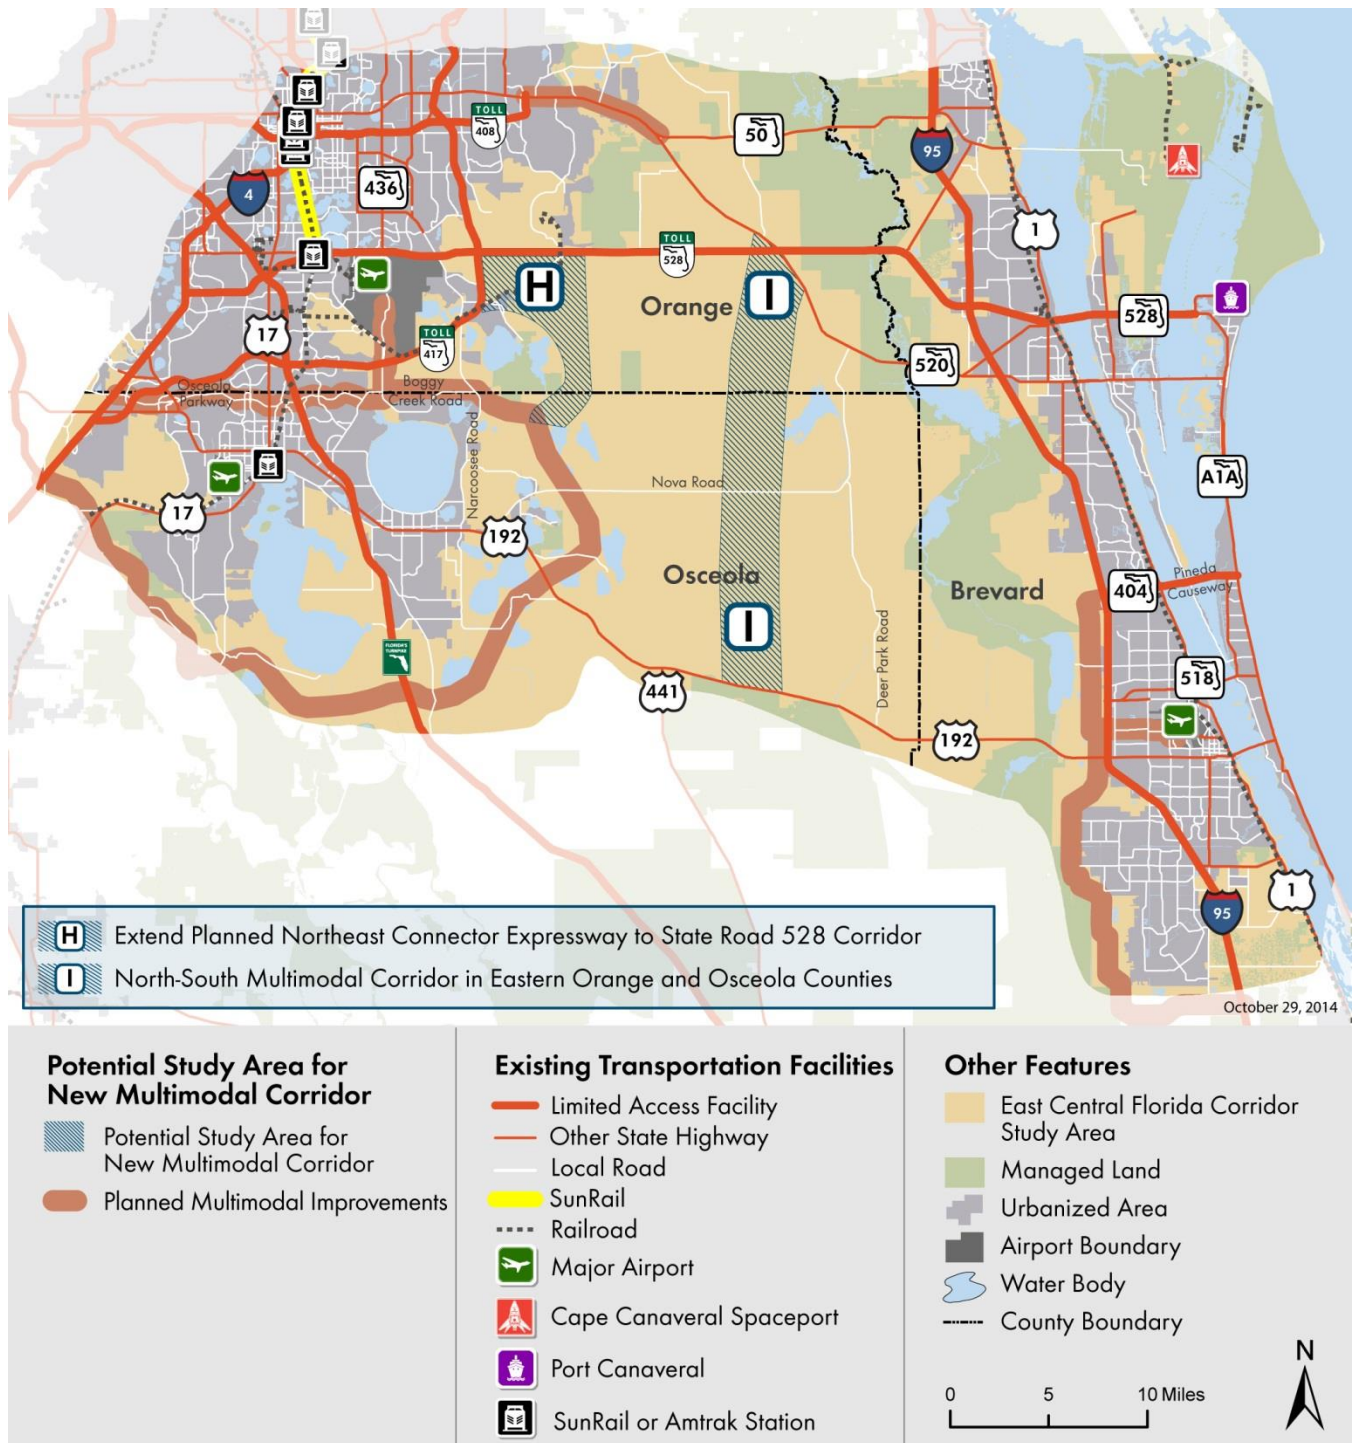 TOLL
408
50
95
4
436
1
TOLL
528
H
I
Orange
17
TOLL
417
528
520
Osceola
Parkway
Boggy
Creek Road
Narcoossee Road
A1A
17
Nova Road
192
Osceola
Brevard
404
Pineda
Causeway
I
FLORIDA'S
TURNPIKE
441
Deer Park Road
518
192
1
95
H Extend Planned Northeast Connector Expressway to State Road 528 Corridor
I North-South Multimodal Corridor in Eastern Orange and Osceola Counties
October 29, 2014
Potential Study Area for
New Multimodal Corridor
Potential Study Area for
New Multimodal Corridor
Planned Multimodal Improvements
Existing Transportation Facilities
Limited Access Facility
Other State Highway
Local Road
SunRail
Railroad
Major Airport
Cape Canaveral Spaceport
Port Canaveral
SunRail or Amtrak Station
Other Features
East Central Florida Corridor
Study Area
Managed Land
Urbanized Area
Airport Boundary
Water Body
County Boundary
N
0 5 10 Miles